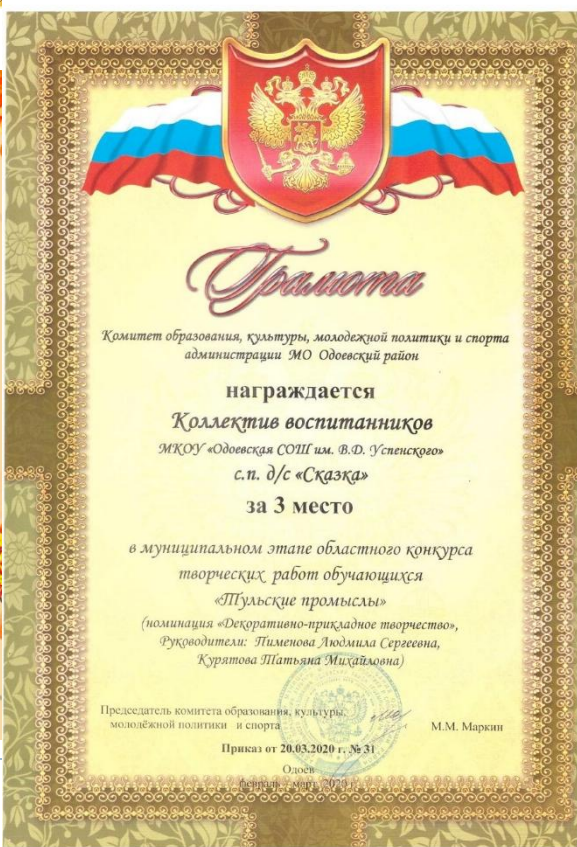 Грамота
Комитет образования, культуры, молодежной политики и спорта
администрации МО Одоевский район
награждается
Коллектив воспитанников
МКОУ «Одоевская СОШ им. В.Д. Успенского»
с.п. д/с «Сказка»
за 3 место
в муниципальном этапе областного конкурса
творческих работ обучающихся
«Тульские промыслы»
(номинация «Декоративно-прикладное творчество»,
Руководители: Пименова Людмила Сергеевна,
Курятова Татьяна Михайловна)
Председатель комитета образования, культуры,
молодёжной политики и спорта М.М. Маркин
Приказ от 20.03.2020 г. № 31
Одоев
февраль - март, 2020 г.